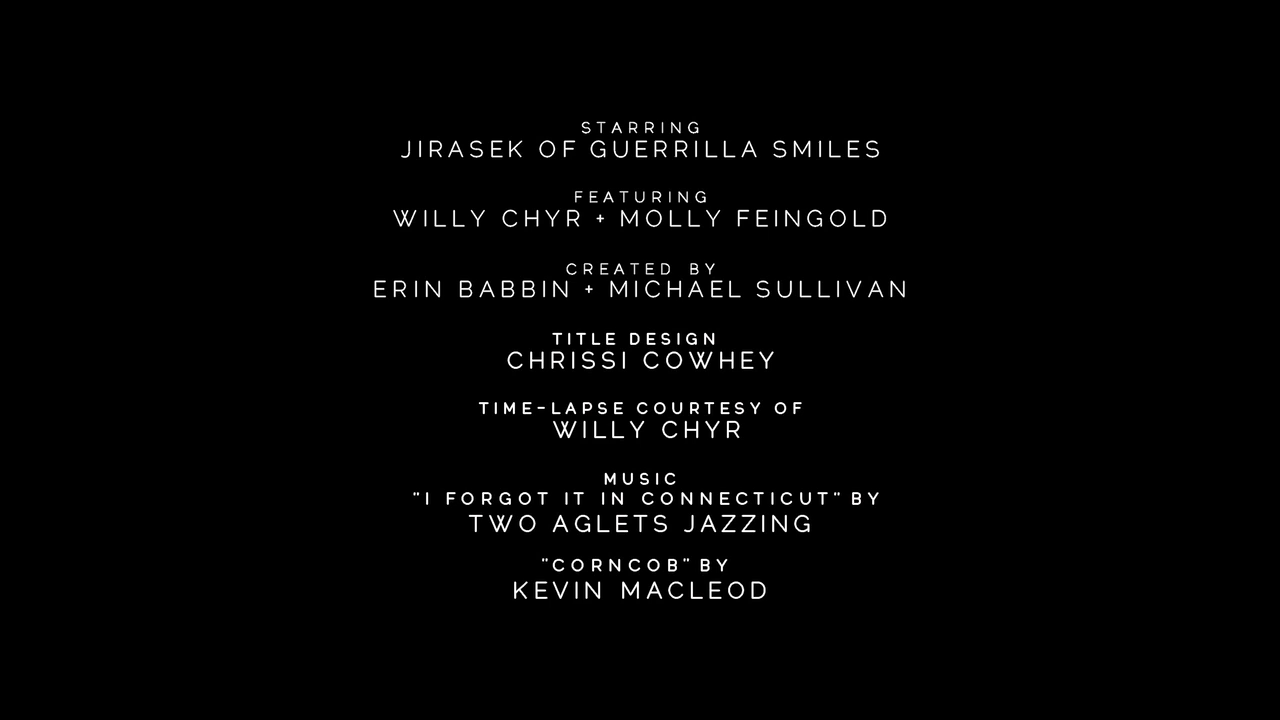 STARRING
JIRASEK OF GUERRILLA SMILES
FEATURING
WILLY CHYR + MOLLY FEINGOLD
CREATED BY
ERIN BABBIN + MICHAEL SULLIVAN
TITLE DESIGN
CHRISSI COWHEY
TIME-LAPSE COURTESY OF
WILLY CHYR
MUSIC
"I FORGOT IT IN CONNECTICUT" BY
TWO AGLETS JAZZING
"CORNCOB" BY
KEVIN MACLEOD